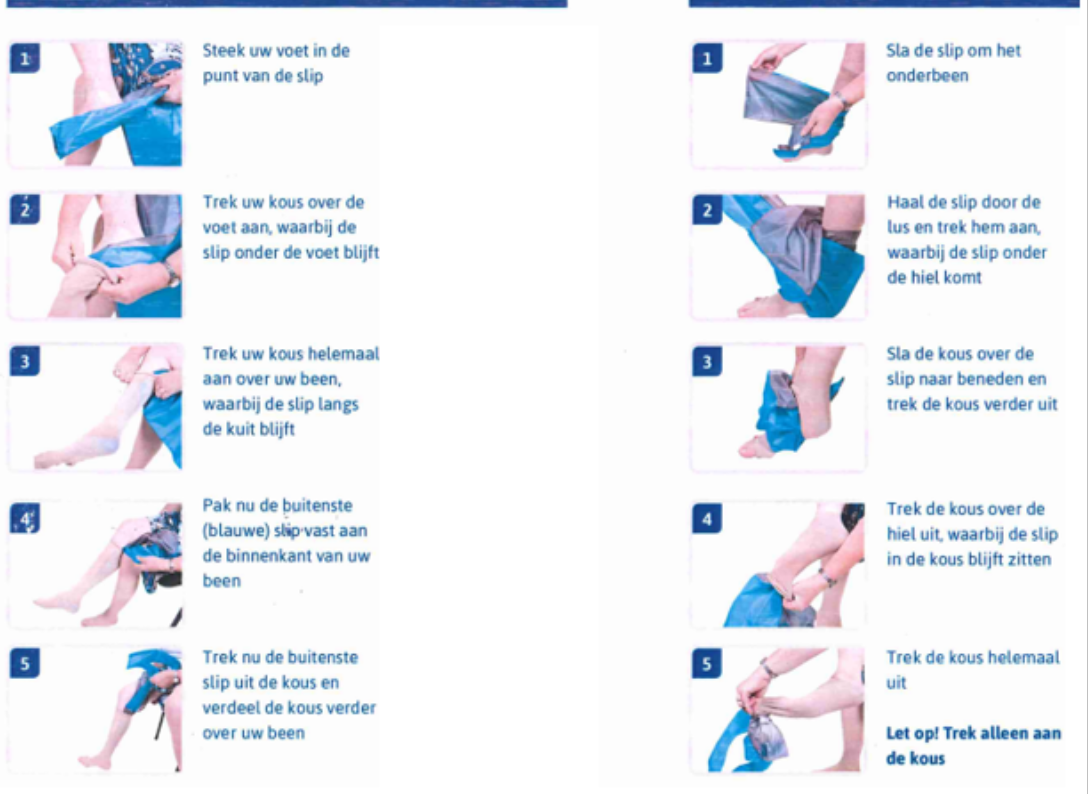 1
Steek uw voet in de
punt van de slip
2
Trek uw kous over de
voet aan, waarbij de
slip onder de voet blijft
3
Trek uw kous helemaal
aan over uw been,
waarbij de slip langs
de kuit blijft
4
Pak nu de buitenste
(blauwe) slip vast aan
de binnenkant van uw
been
5
Trek nu de buitenste
slip uit de kous en
verdeel de kous verder
over uw been
1
Sla de slip om het
onderbeen
2
Haal de slip door de
lus en trek hem aan,
waarbij de slip onder
de hiel komt
3
Sla de kous over de
slip naar beneden en
trek de kous verder uit
4
Trek de kous over de
hiel uit, waarbij de slip
in de kous blijft zitten
5
Trek de kous helemaal
uit
Let op! Trek alleen aan
de kous